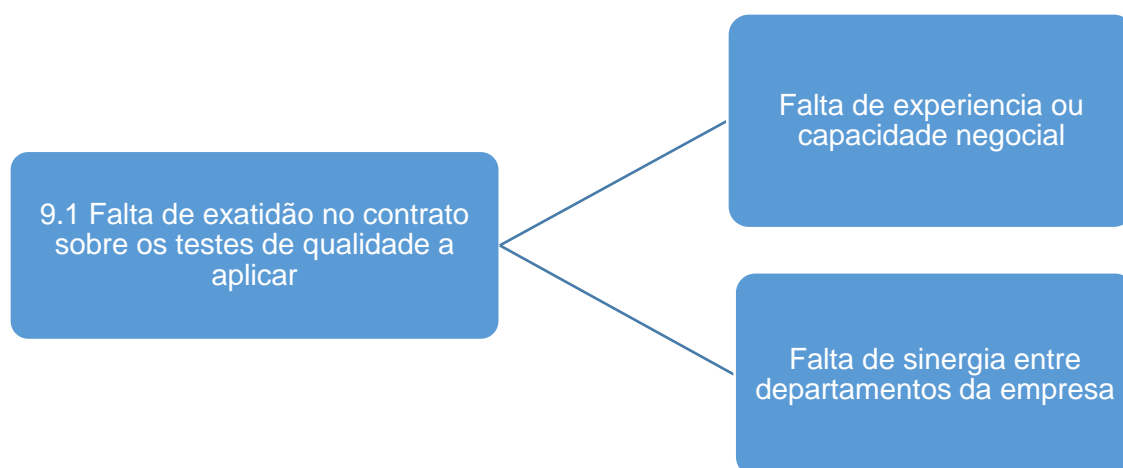 Falta de experiencia ou
capacidade negocial
9.1 Falta de exatidão no contrato
sobre os testes de qualidade a
aplicar
Falta de sinergia entre
departamentos da empresa